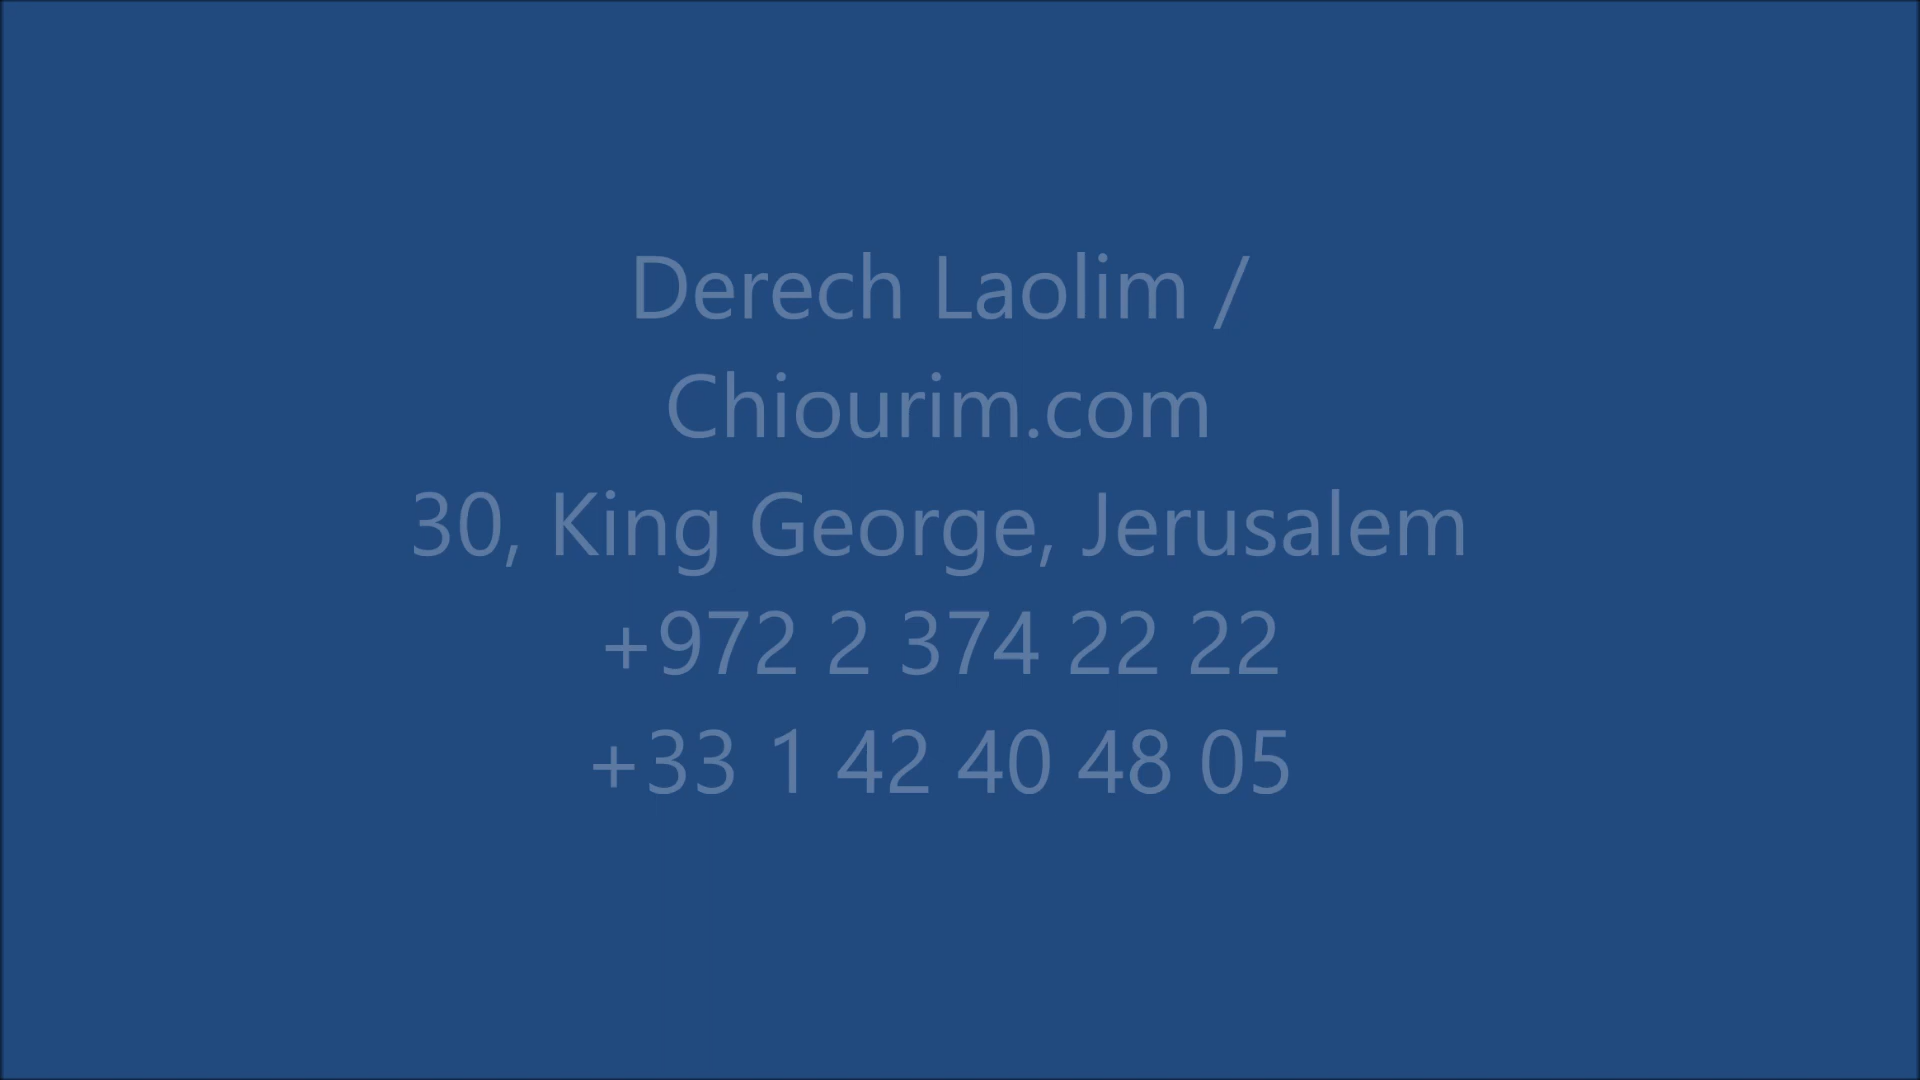 Derech Laolim /
Chiourim.com
30, King George, Jerusalem
+972 2 374 22 22
+33 1 42 40 48 05